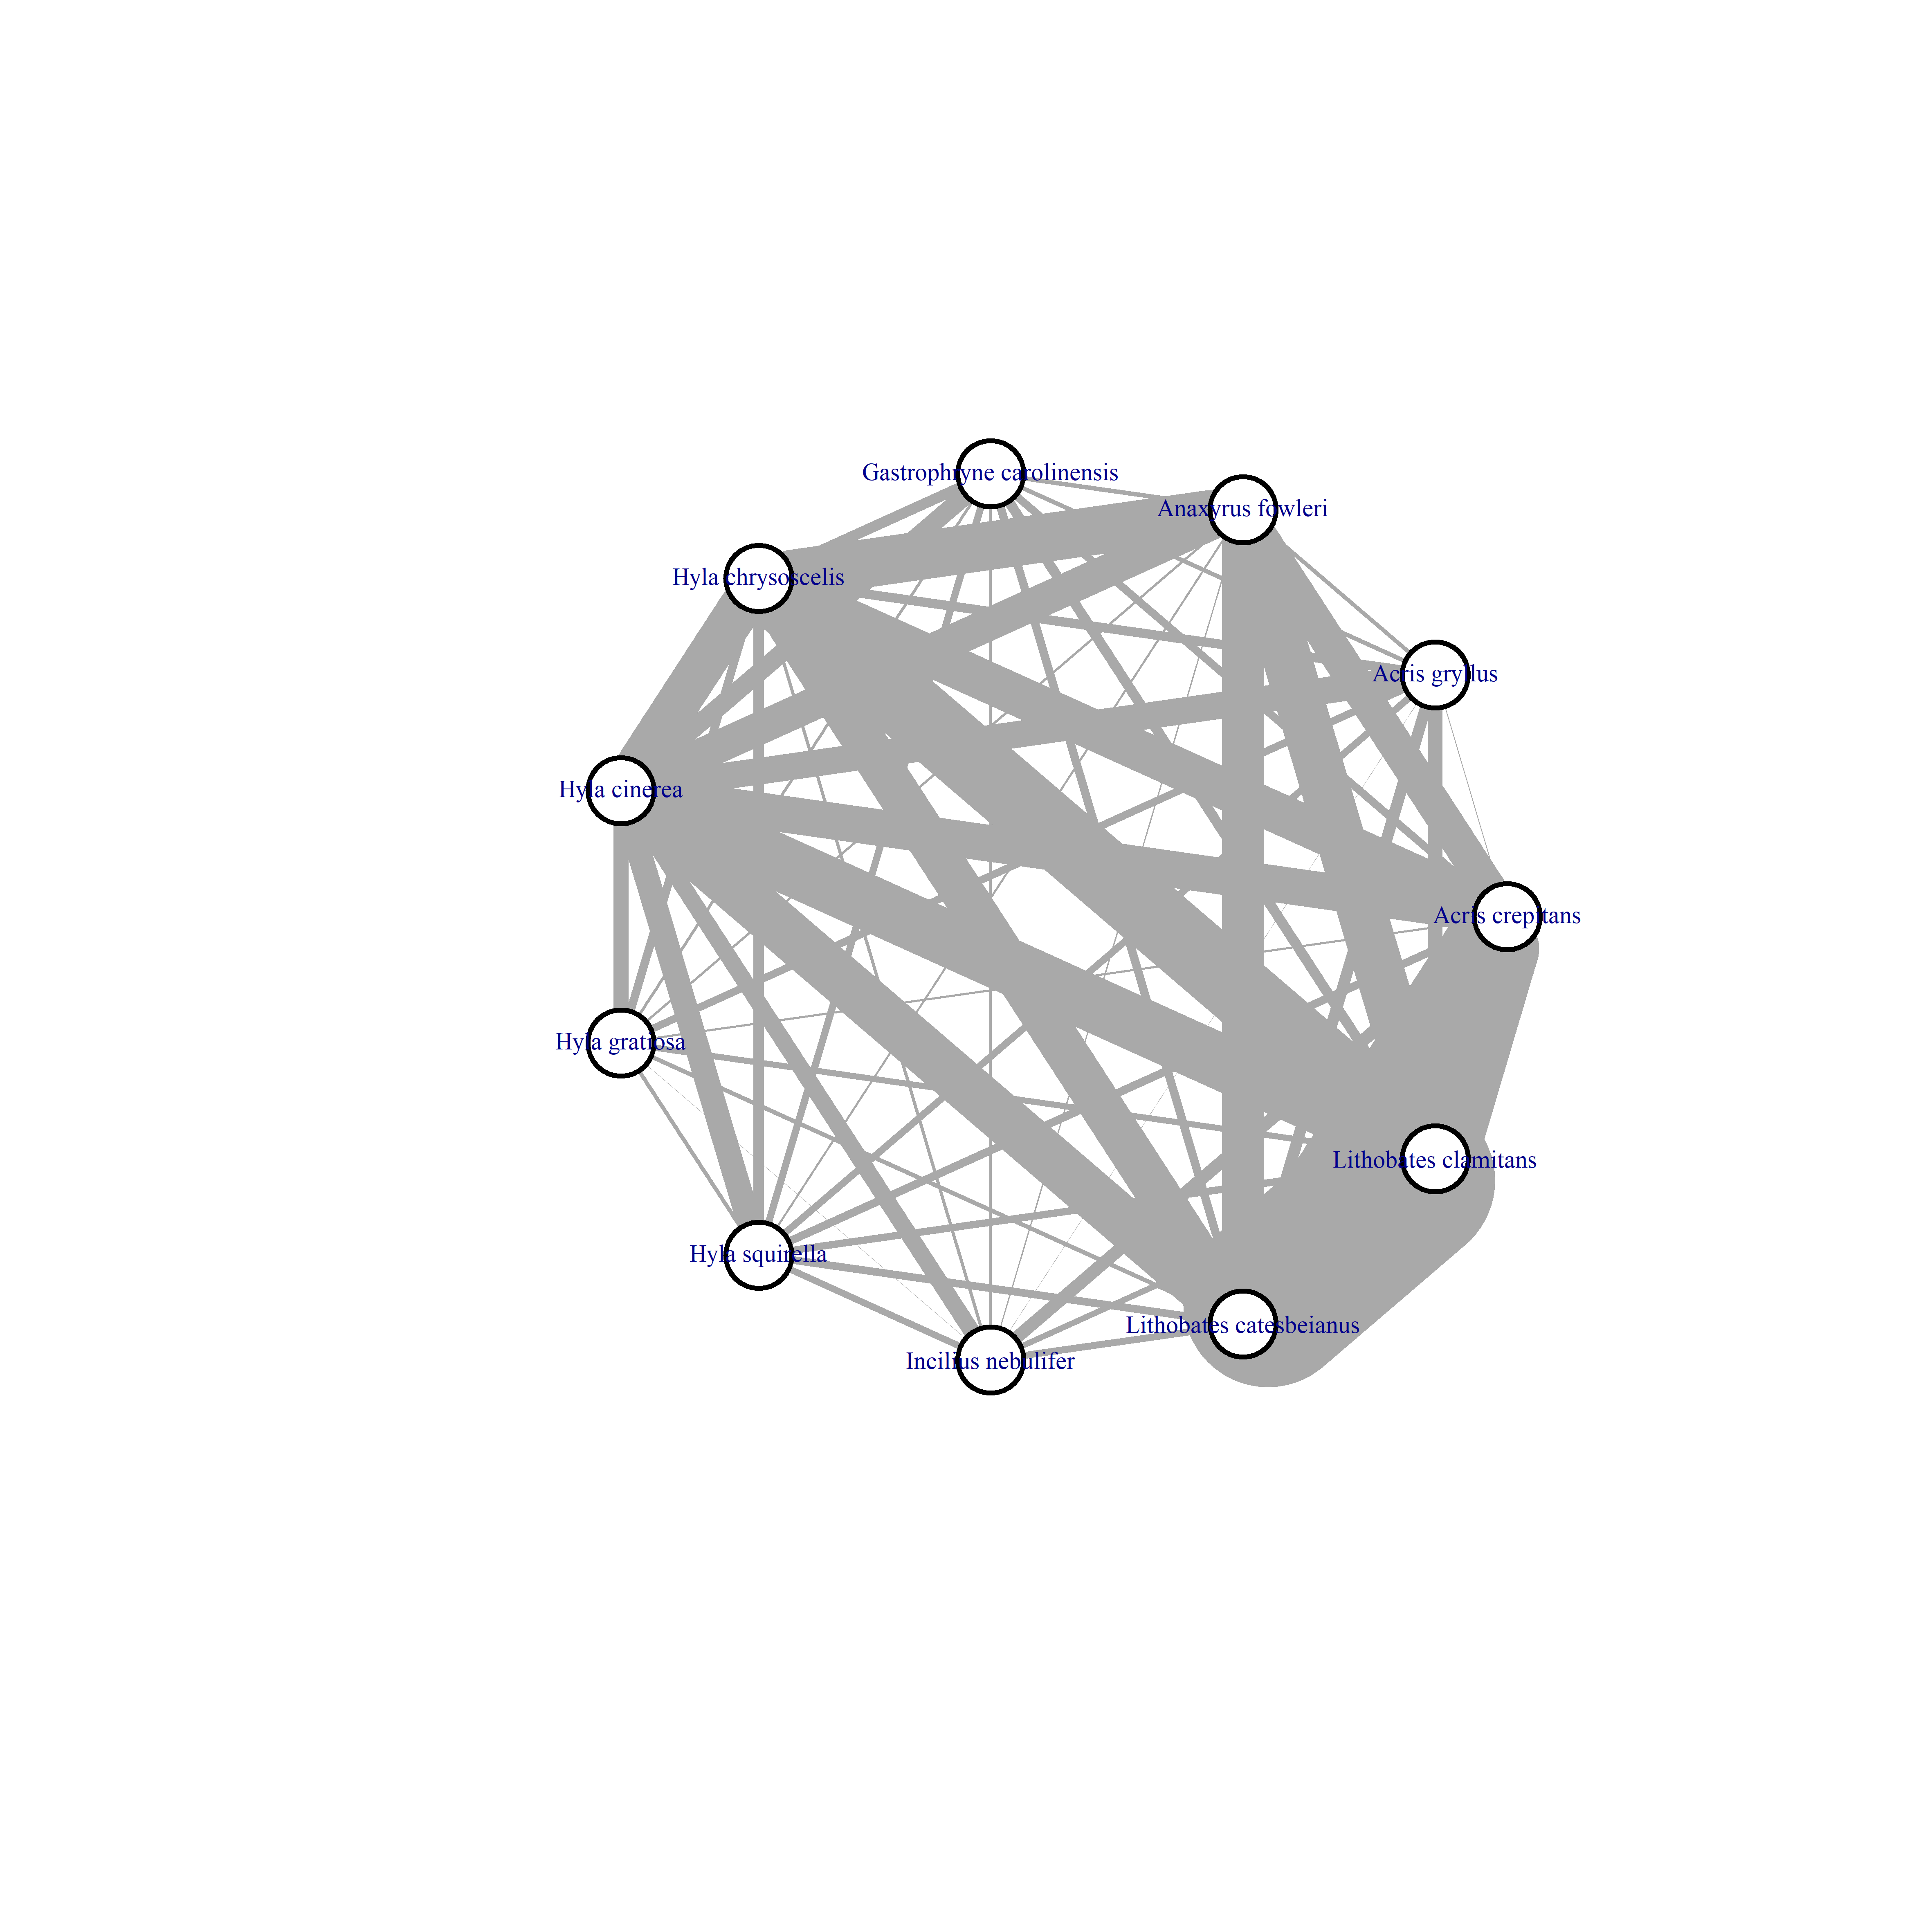 Gastrophryne carolinensis
Anaxyrus fowleri
Hyla chrysoscelis
Acris gryllus
Hyla cinerea
Acris crepitans
Hyla gratiosa
Lithobates clamitans
Hyla squirella
Lithobates catesbeianus
Incilius nebulifer